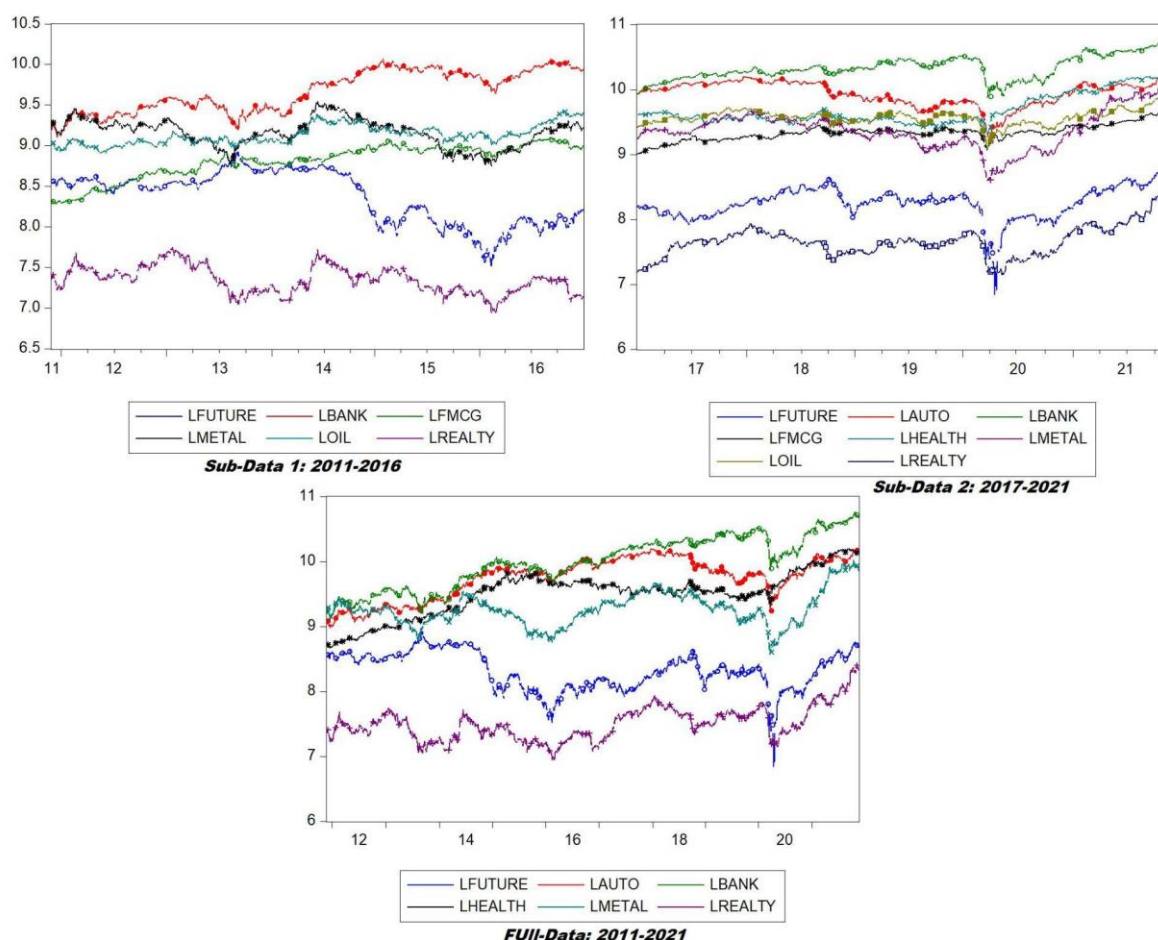 10.5
10.0
9.5
9.0
8.5
8.0
7.5
7.0
6.5
11 12 13 14 15 16
LFUTURE LBANK LFMCG
LMETAL LOIL LREALTY
Sub-Data 1: 2011-2016
11
10
9
8
7
6
17 18 19 20 21
LFUTURE LAUTO LBANK
LFMCG LHEALTH LMETAL
LOIL LREALTY
Sub-Data 2: 2017-2021
11
10
9
8
7
6
12 14 16 18 20
LFUTURE LAUTO LBANK
LHEALTH LMETAL LREALTY
FUll-Data: 2011-2021